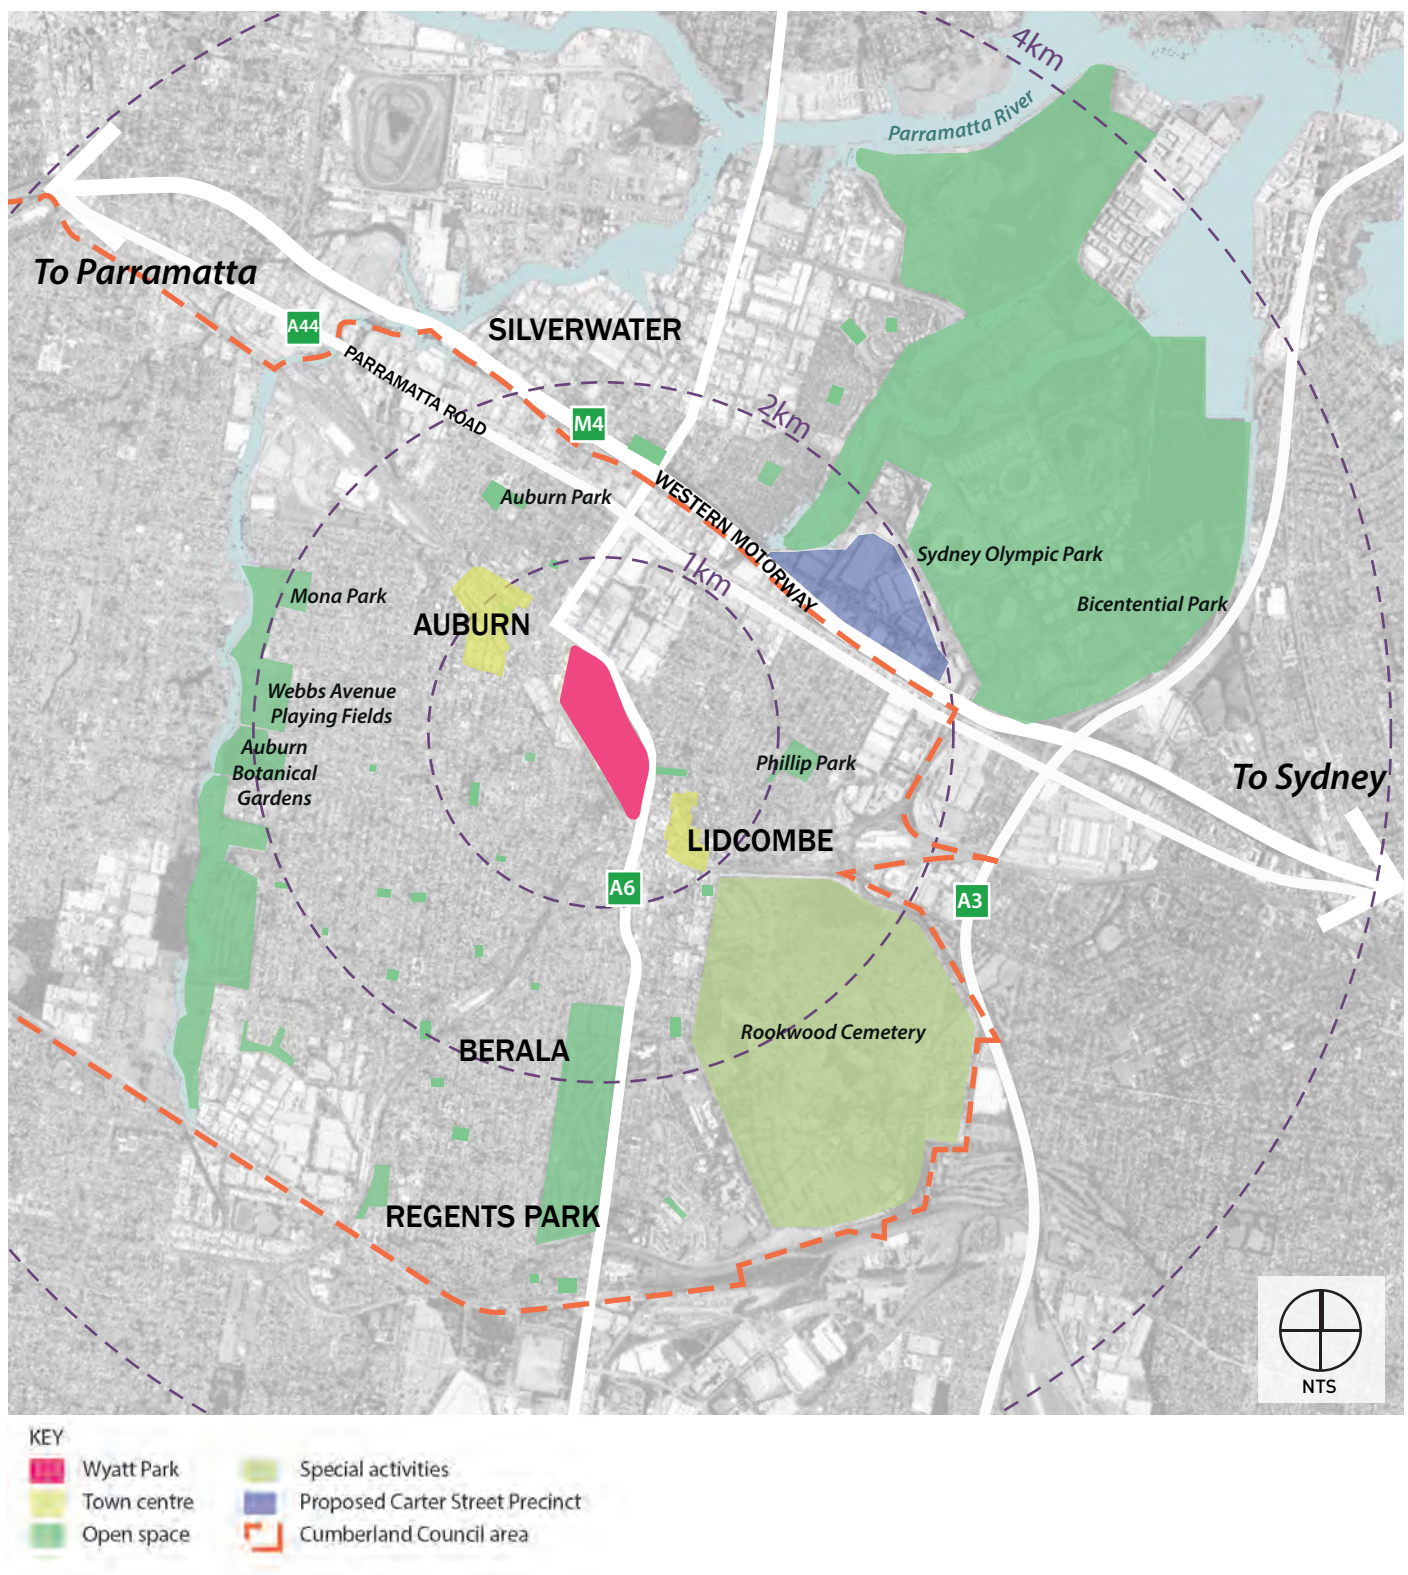 4km
Parramatta River
To Parramatta
A44
SILVERWATER
PARRAMATTA ROAD
M4
2km
Auburn Park
WESTERN MOTORWAY
1km
Sydney Olympic Park
Mona Park
Bicentential Park
AUBURN
Webbs Avenue
Playing Fields
Auburn
Botanical
Gardens
Phillip Park
To Sydney
LIDCOMBE
A6
A3
Rookwood Cemetery
BERALA
REGENTS PARK
NTS
KEY
Wyatt Park
Town centre
Open space
Special activities
Proposed Carter Street Precinct
Cumberland Council area